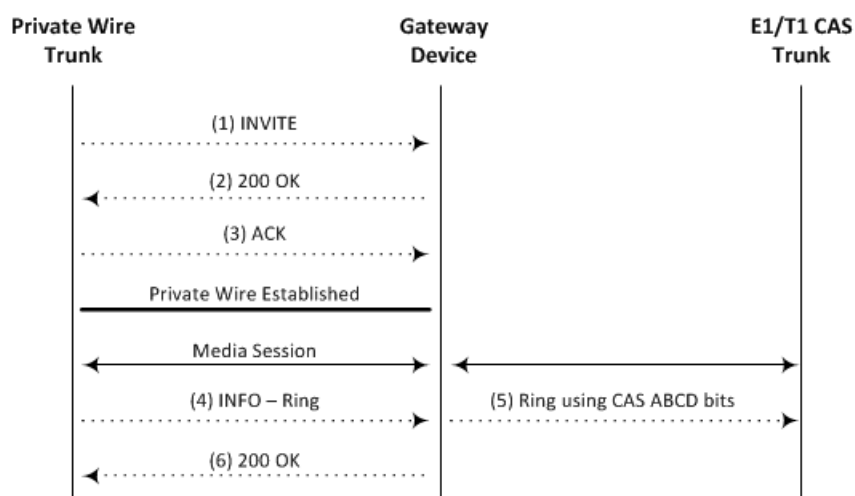 Private Wire
Trunk
Gateway
Device
E1/T1 CAS
Trunk
(1) INVITE
(2) 200 OK
(3) ACK
Private Wire Established
Media Session
(4) INFO – Ring
(5) Ring using CAS ABCD bits
(6) 200 OK